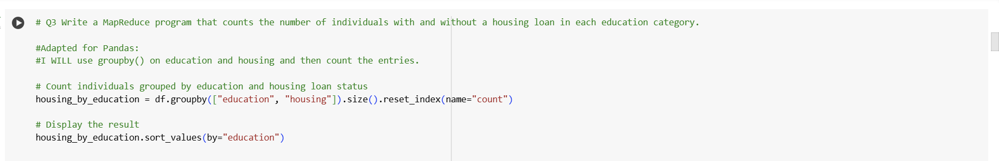 # Q3 Write a MapReduce program that counts the number of individuals with and without a housing loan in each education category.
#Adapted for Pandas:
#I WILL use groupby() on education and housing and then count the entries.
# Count individuals grouped by education and housing loan status
housing_by_education = df.groupby(["education", "housing"]).size().reset_index(name="count")
# Display the result
housing_by_education.sort_values(by="education")